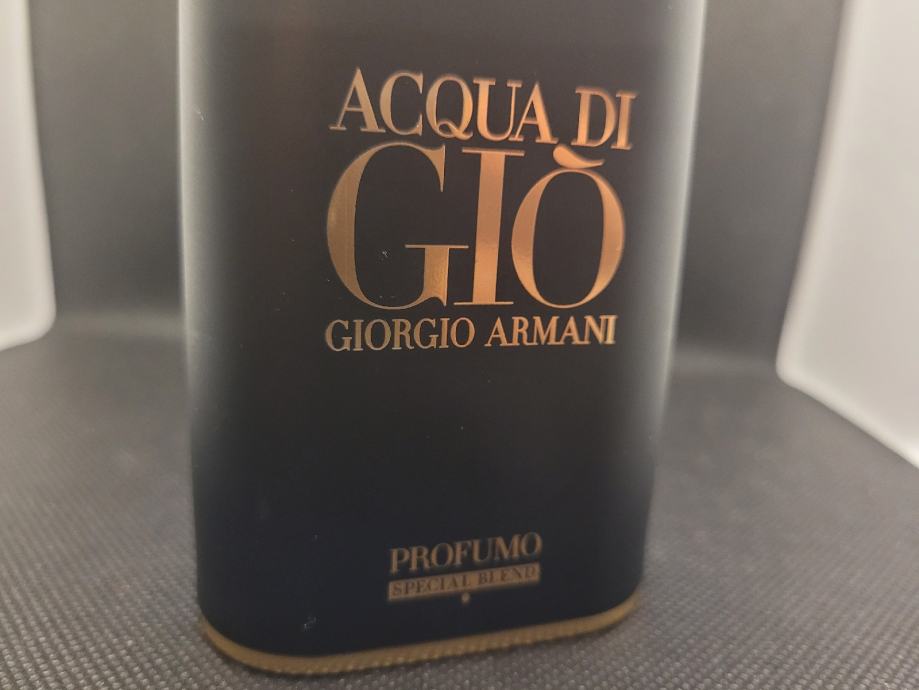 ACQUA DI
GIÒ
GIORGIO ARMANI
PROFUMO
SPECIAL BLEND